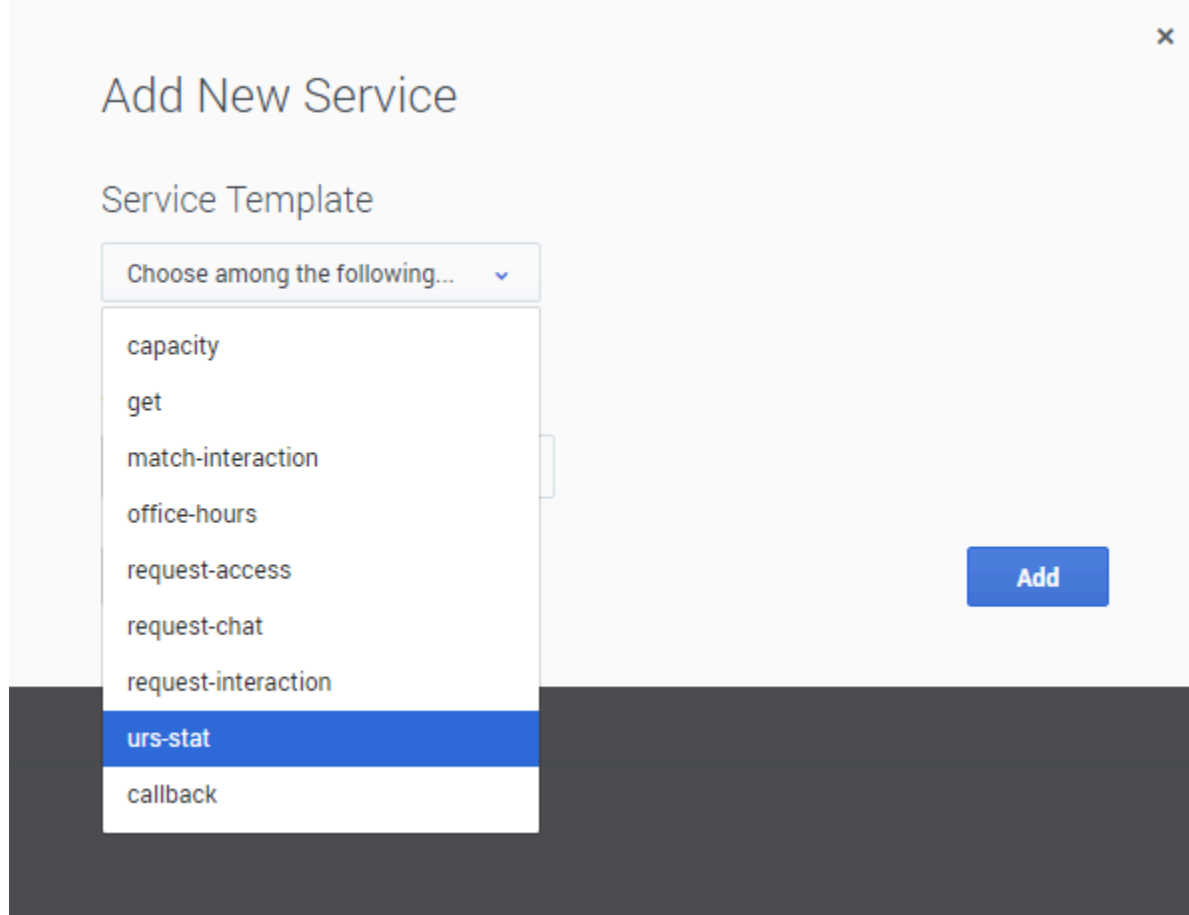 ×
Add New Service
Service Template
Choose among the following...
capacity
get
match-interaction
office-hours
request-access
Add
request-chat
request-interaction
urs-stat
callback